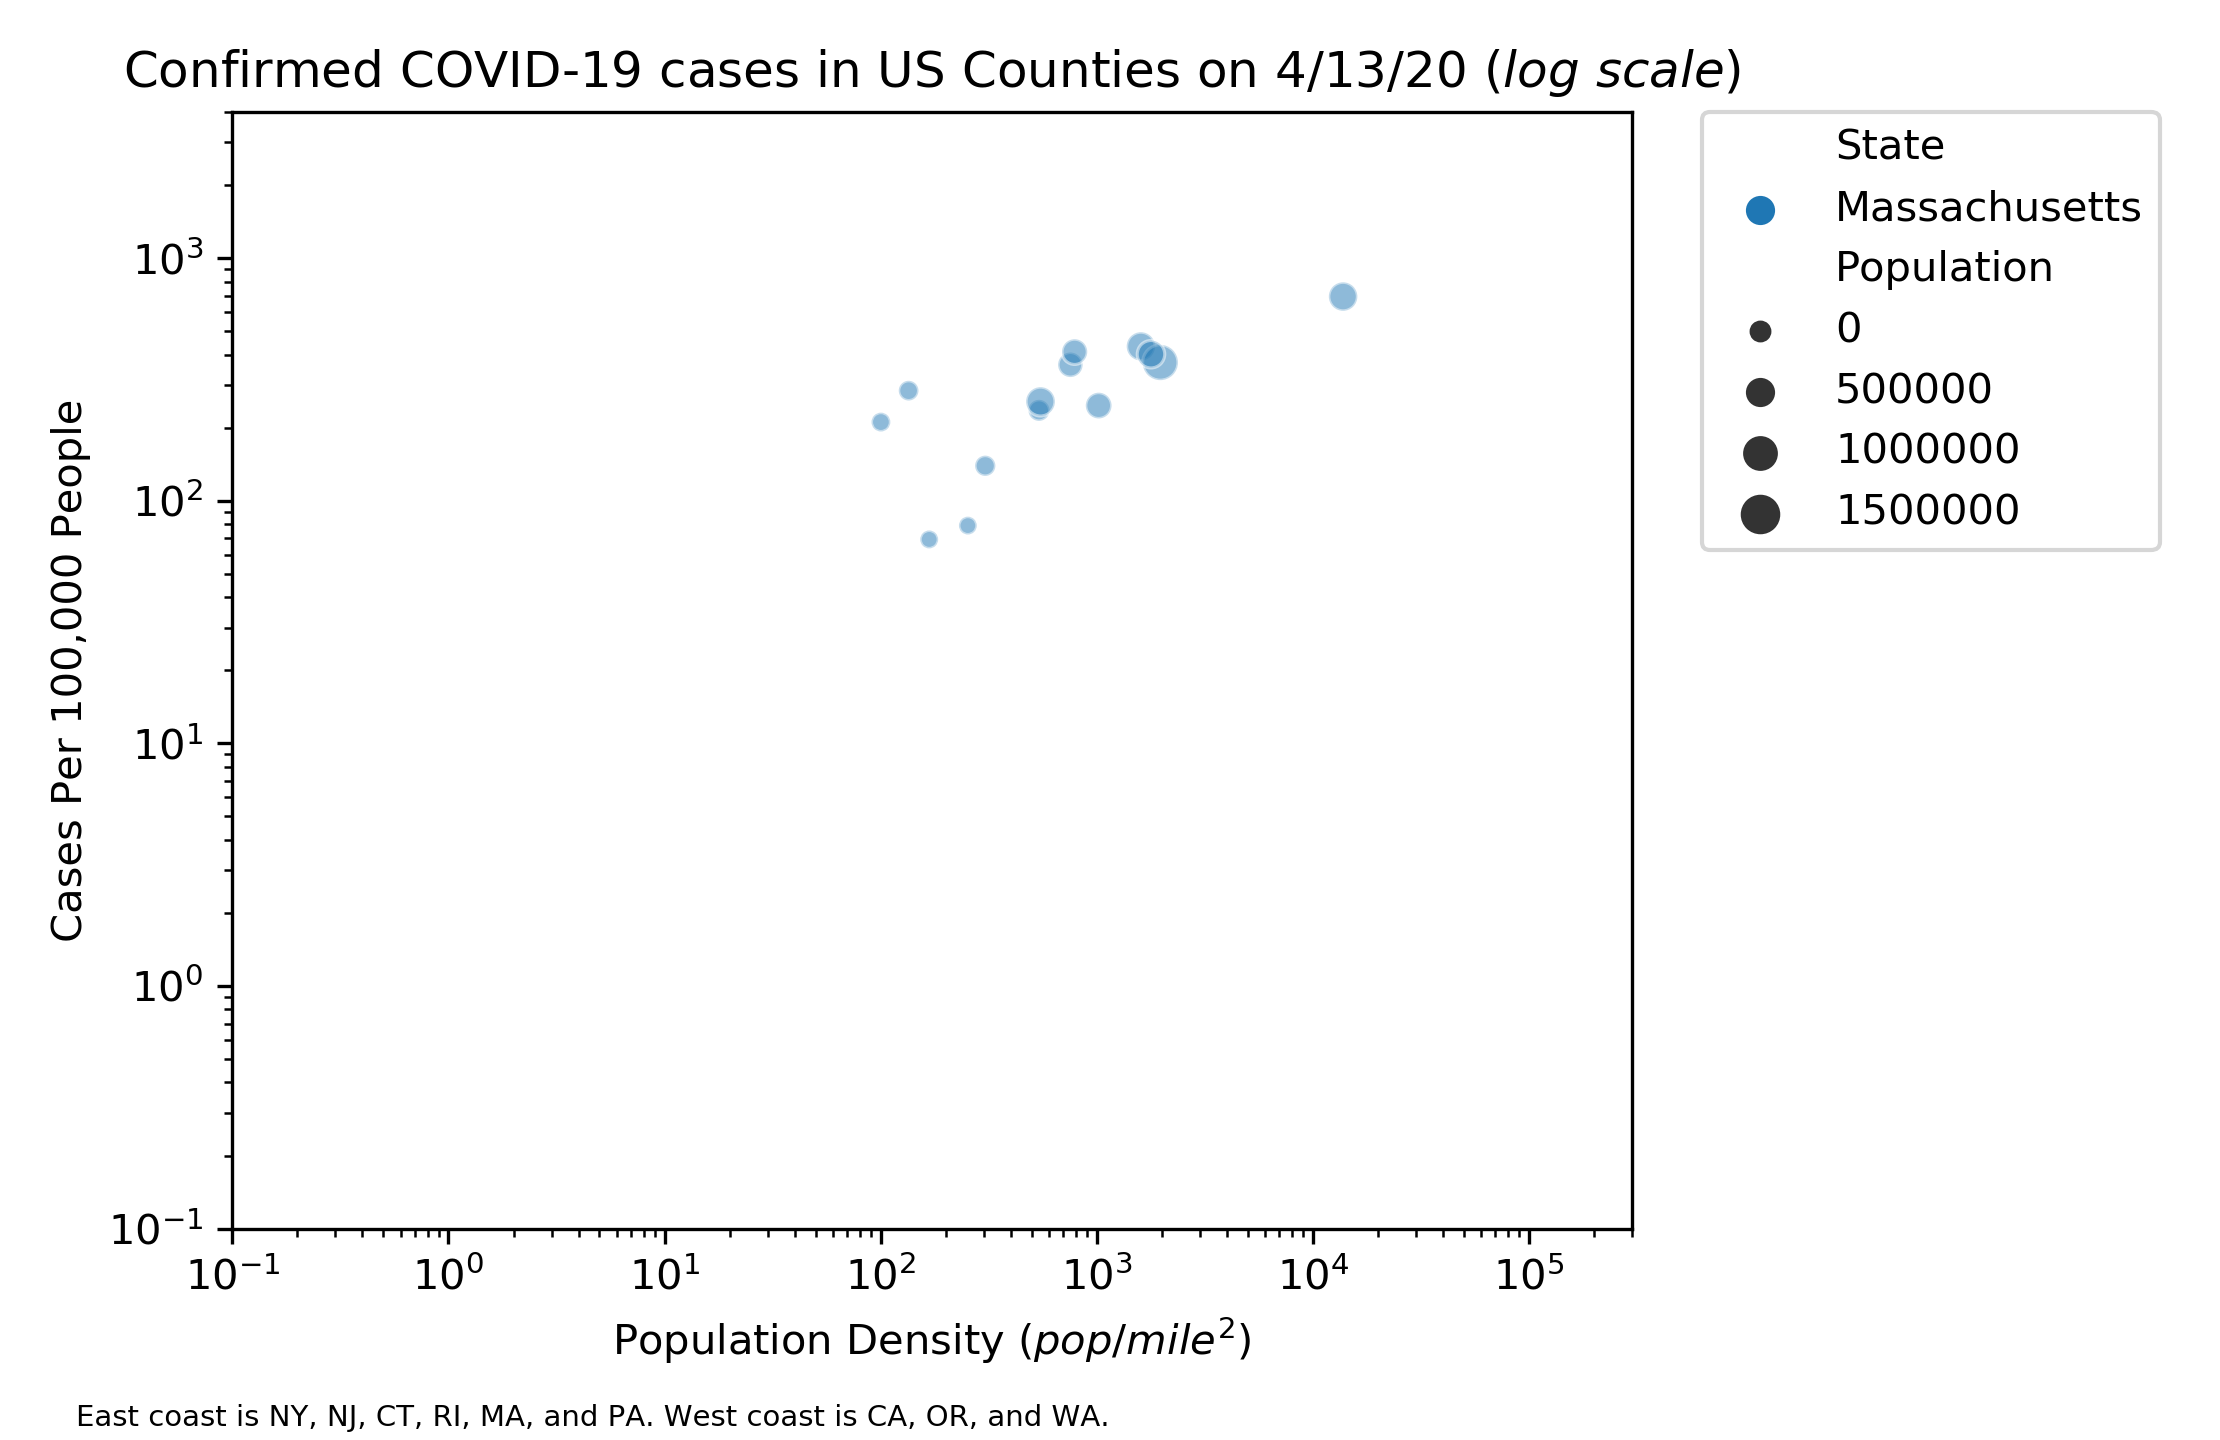 Confirmed COVID-19 cases in US Counties on 4/13/20 (log scale)
State
Massachusetts
Population
0
500000
1000000
1500000
Cases Per 100,000 People
10³
10²
10¹
10⁰
10⁻¹
10⁻¹ 10⁰ 10¹ 10² 10³ 10⁴ 10⁵
Population Density (pop/mile²)
East coast is NY, NJ, CT, RI, MA, and PA. West coast is CA, OR, and WA.